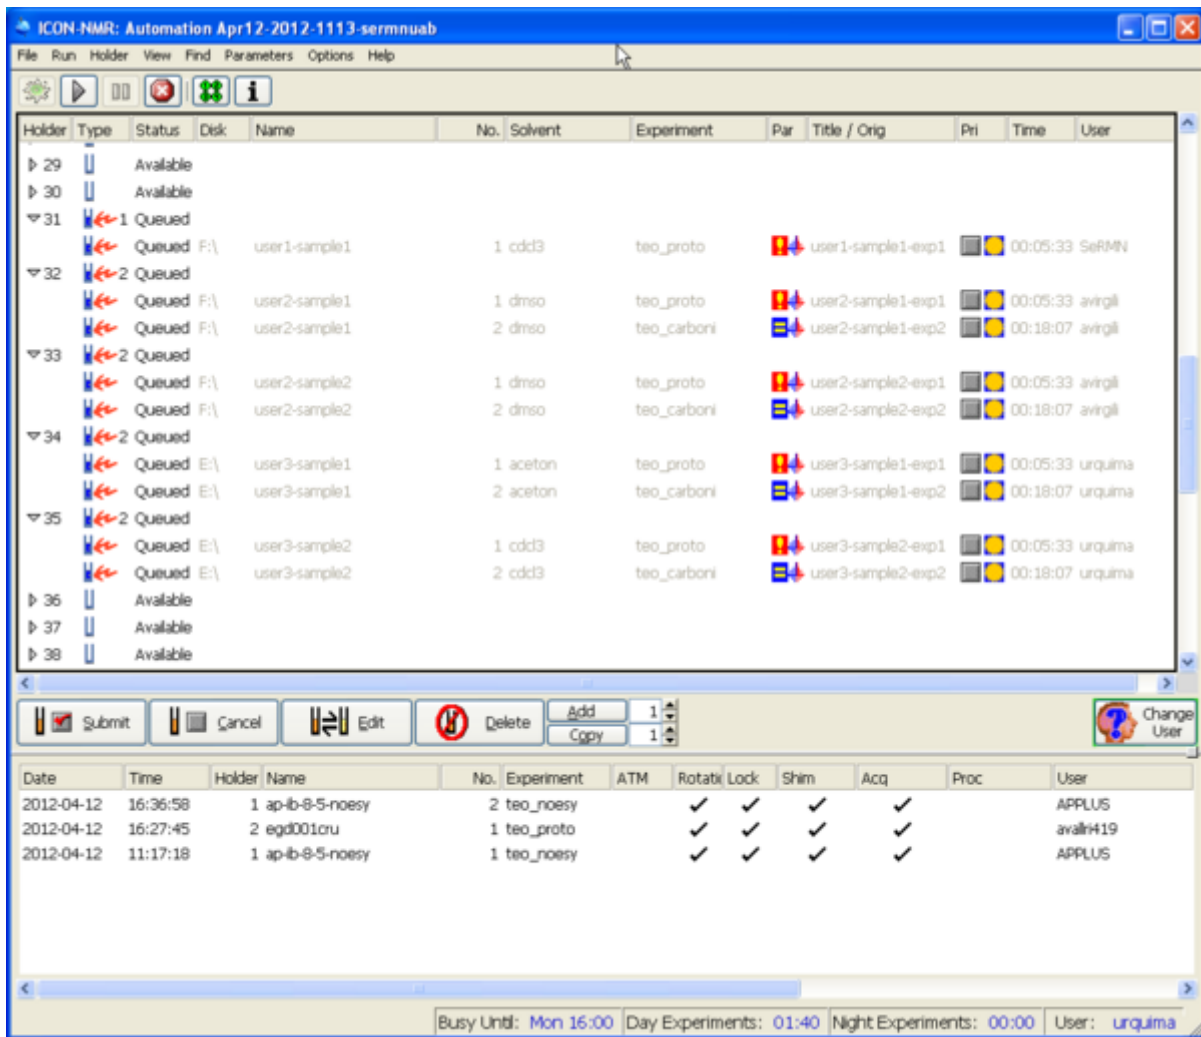 ICON-NMR: Automation Apr12-2012-1113-sermnuab
File Run Holder View Find Parameters Options Help
Holder Type Status Disk Name No. Solvent Experiment Par Title / Orig Pri Time User
29 Available
30 Available
31 1 Queued
Queued F:\ user1-sample1 1 cdcl3 teo_proto user1-sample1-exp1 00:05:33 SeRMN
32 2 Queued
Queued F:\ user2-sample1 1 dmso teo_proto user2-sample1-exp1 00:05:33 avirgili
Queued F:\ user2-sample1 2 dmso teo_carboni user2-sample1-exp2 00:18:07 avirgili
33 2 Queued
Queued F:\ user2-sample2 1 dmso teo_proto user2-sample2-exp1 00:05:33 avirgili
Queued F:\ user2-sample2 2 dmso teo_carboni user2-sample2-exp2 00:18:07 avirgili
34 2 Queued
Queued E:\ user3-sample1 1 aceton teo_proto user3-sample1-exp1 00:05:33 urquima
Queued E:\ user3-sample1 2 aceton teo_carboni user3-sample1-exp2 00:18:07 urquima
35 2 Queued
Queued E:\ user3-sample2 1 cdcl3 teo_proto user3-sample2-exp1 00:05:33 urquima
Queued E:\ user3-sample2 2 cdcl3 teo_carboni user3-sample2-exp2 00:18:07 urquima
36 Available
37 Available
38 Available
Submit Cancel Edit Delete Add 1 Change
Copy 1 User
Date Time Holder Name No. Experiment ATM Rotatic Lock Shim Acq Proc User
2012-04-12 16:36:58 1 ap-ib-8-5-noesy 2 teo_noesy ✓ ✓ ✓ ✓ APPLUS
2012-04-12 16:27:45 2 egd001cru 1 teo_proto ✓ ✓ ✓ ✓ avallri419
2012-04-12 11:17:18 1 ap-ib-8-5-noesy 1 teo_noesy ✓ ✓ ✓ ✓ APPLUS
Busy Until: Mon 16:00 Day Experiments: 01:40 Night Experiments: 00:00 User: urquima